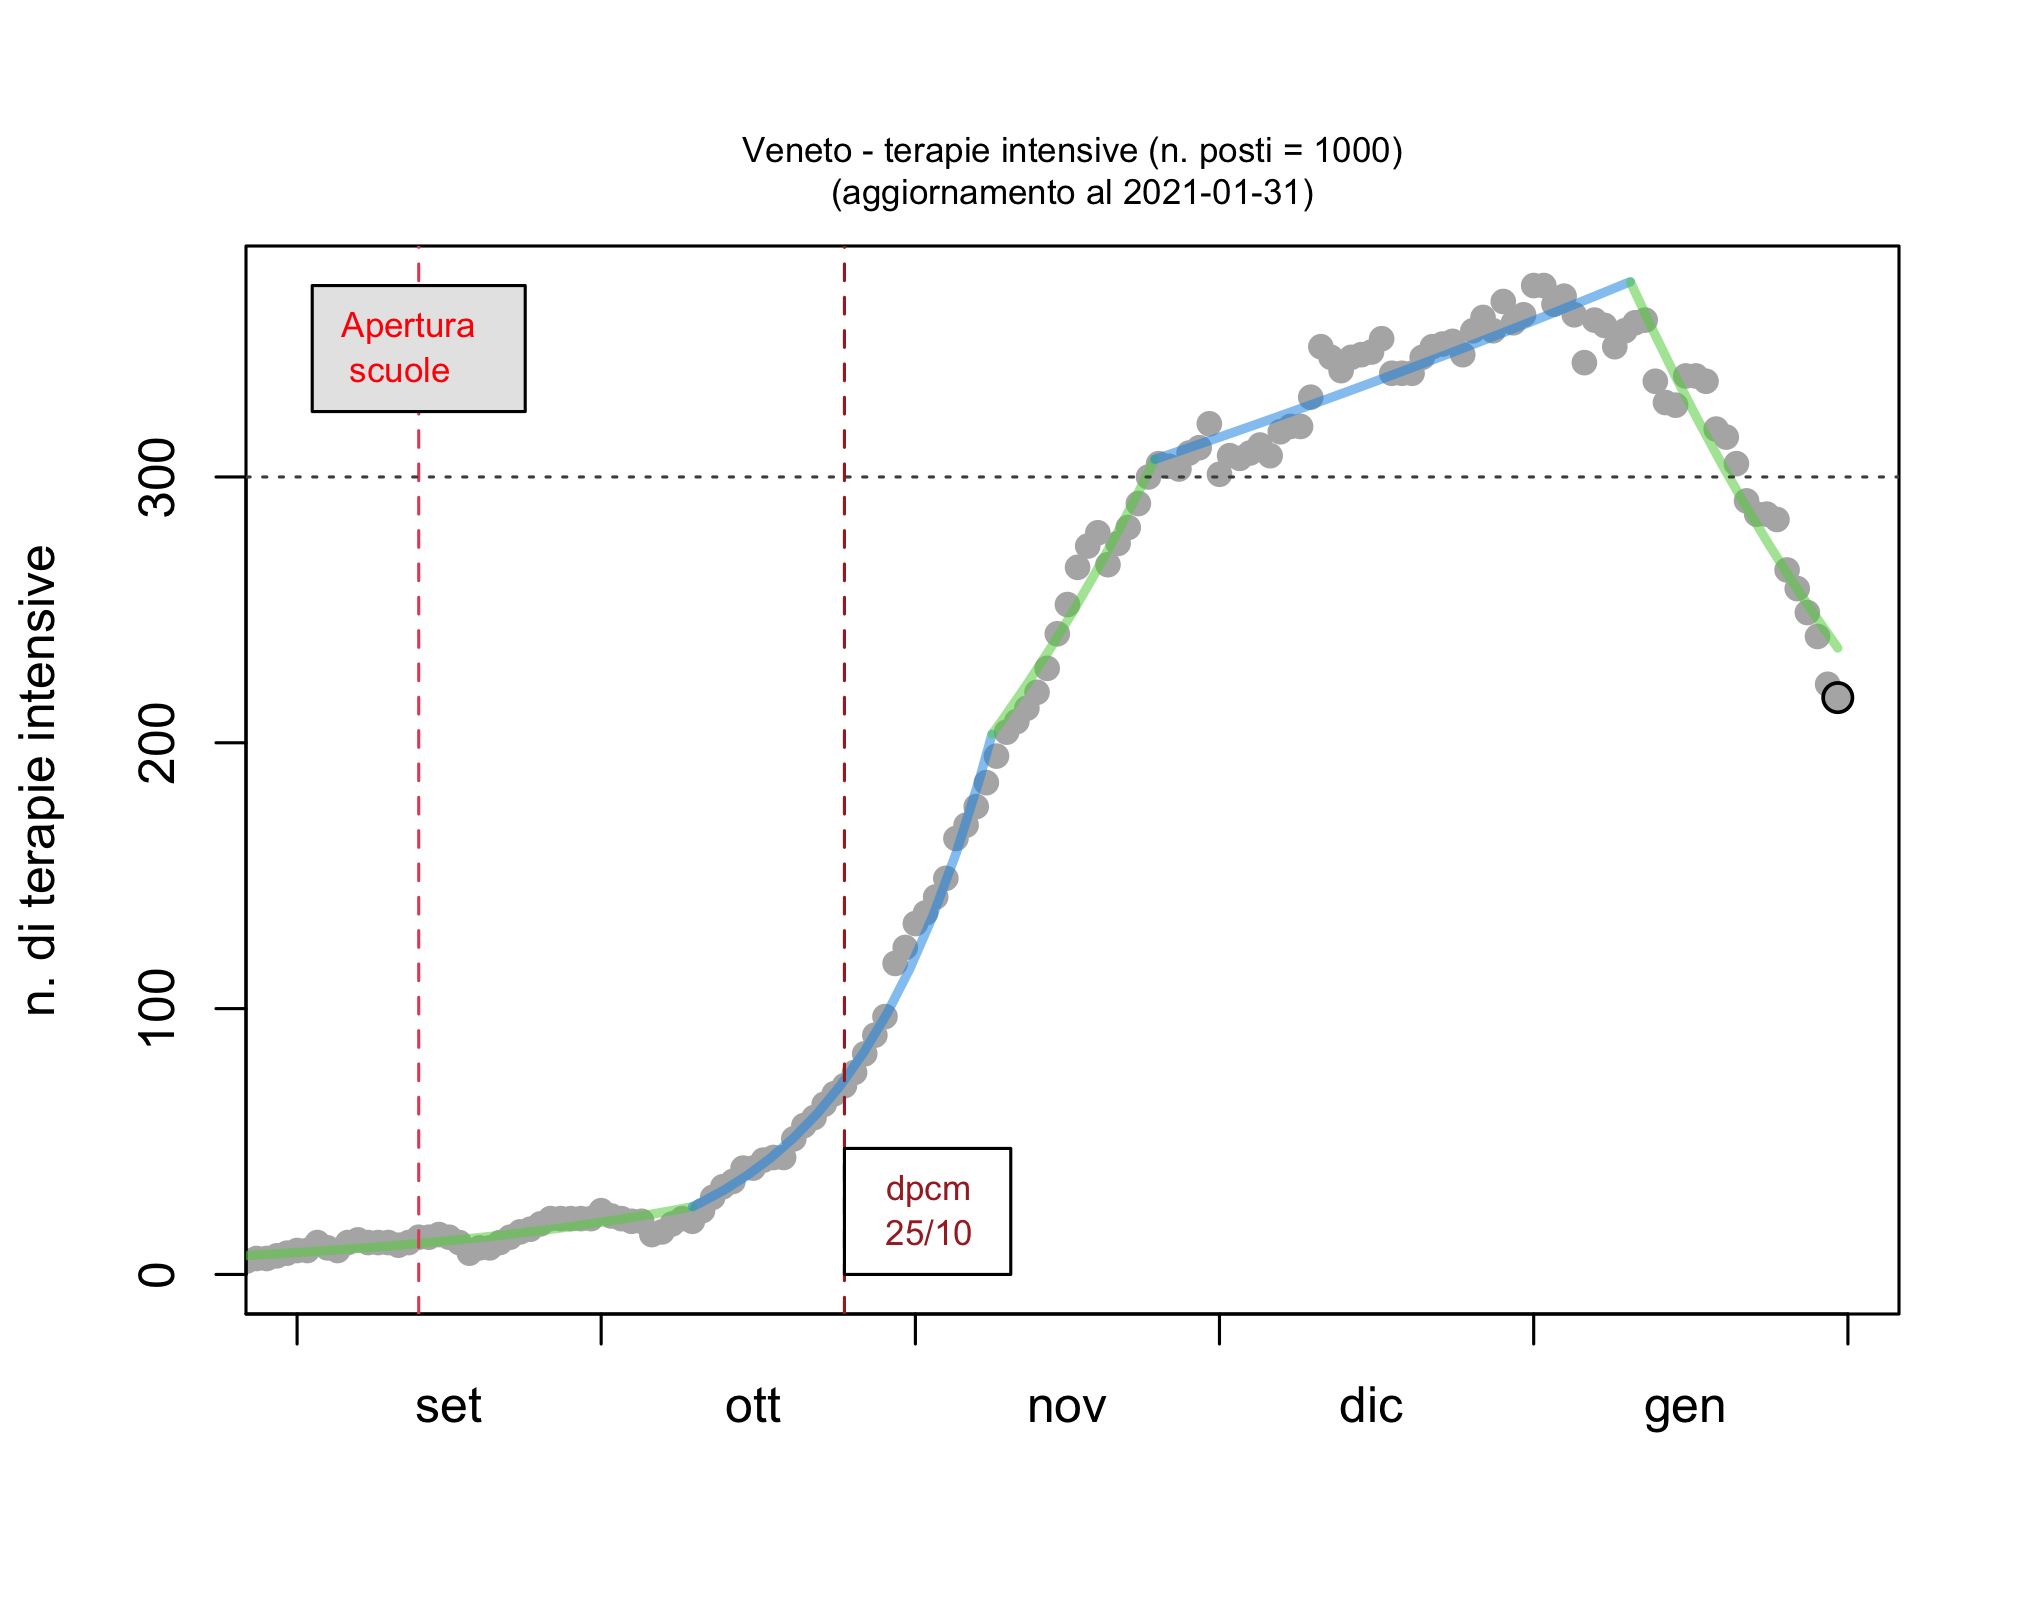 Veneto - terapie intensive (n. posti = 1000)
(aggiornamento al 2021-01-31)
Apertura
scuole
n. di terapie intensive
300
200
100
0
dpcm
25/10
set ott nov dic gen